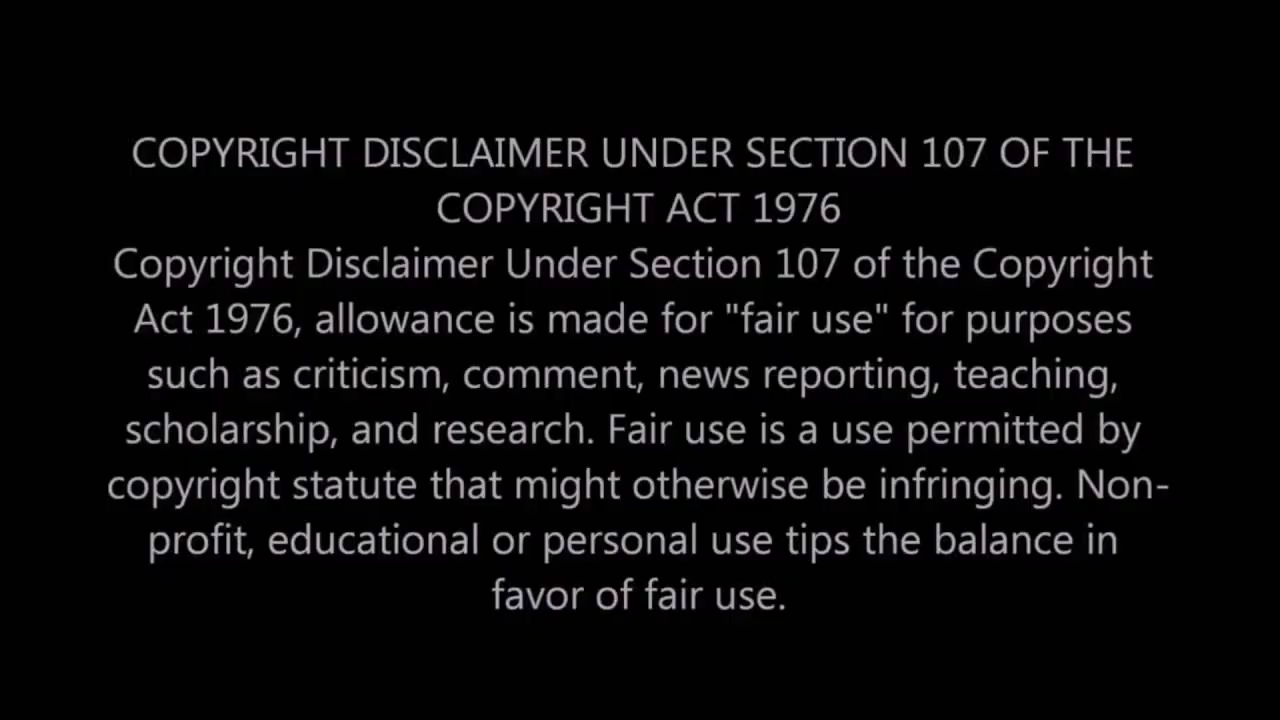 COPYRIGHT DISCLAIMER UNDER SECTION 107 OF THE
COPYRIGHT ACT 1976
Copyright Disclaimer Under Section 107 of the Copyright
Act 1976, allowance is made for "fair use" for purposes
such as criticism, comment, news reporting, teaching,
scholarship, and research. Fair use is a use permitted by
copyright statute that might otherwise be infringing. Non-
profit, educational or personal use tips the balance in
favor of fair use.